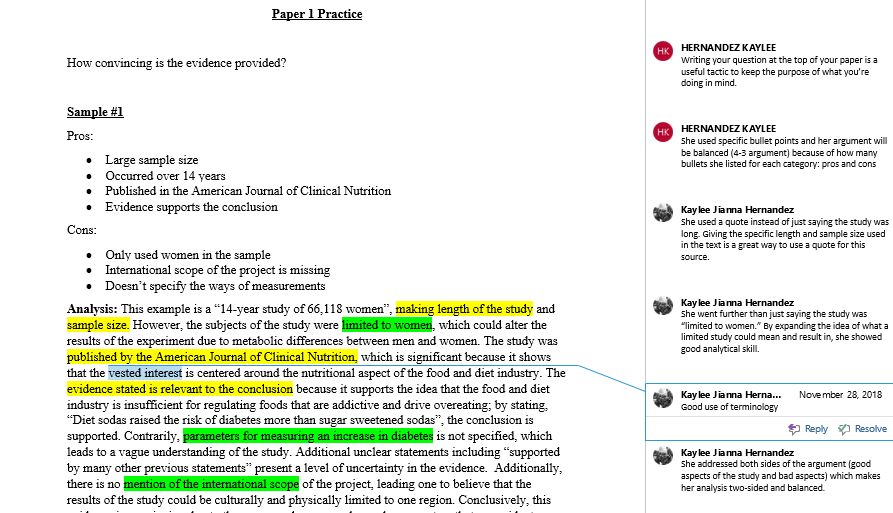 Paper 1 Practice
How convincing is the evidence provided?
Sample #1
Pros:
• Large sample size
• Occurred over 14 years
• Published in the American Journal of Clinical Nutrition
• Evidence supports the conclusion
Cons:
• Only used women in the sample
• International scope of the project is missing
• Doesn’t specify the ways of measurements
Analysis: This example is a “14-year study of 66,118 women”, making length of the study and
sample size. However, the subjects of the study were limited to women, which could alter the
results of the experiment due to metabolic differences between men and women. The study was
published by the American Journal of Clinical Nutrition, which is significant because it shows
that the vested interest is centered around the nutritional aspect of the food and diet industry. The
evidence stated is relevant to the conclusion because it supports the idea that the food and diet
industry is insufficient for regulating foods that are addictive and drive overeating; by stating,
“Diet sodas raised the risk of diabetes more than sugar sweetened sodas”, the conclusion is
supported. Contrarily, parameters for measuring an increase in diabetes is not specified, which
leads to a vague understanding of the study. Additional unclear statements including “supported
by many other previous statements” present a level of uncertainty in the evidence. Additionally,
there is no mention of the international scope of the project, leading one to believe that the
results of the study could be culturally and physically limited to one region. Conclusively, this
HK
HERNANDEZ KAYLEE
Writing your question at the top of your paper is a
useful tactic to keep the purpose of what you’re
doing in mind.
HK
HERNANDEZ KAYLEE
She used specific bullet points and her argument will
be balanced (4-3 argument) because of how many
bullets she listed for each category: pros and cons
Kaylee Jianna Hernandez
She used a quote instead of just saying the study was
long. Giving the specific length and sample size used
in the text is a great way to use a quote for this
source.
Kaylee Jianna Hernandez
She went further than just saying the study was
“limited to women.” By expanding the idea of what a
limited study could mean and result in, she showed
good analytical skill.
Kaylee Jianna Herna... November 28, 2018
Good use of terminology
Reply Resolve
Kaylee Jianna Hernandez
She addressed both sides of the argument (good
aspects of the study and bad aspects) which makes
her analysis two-sided and balanced.